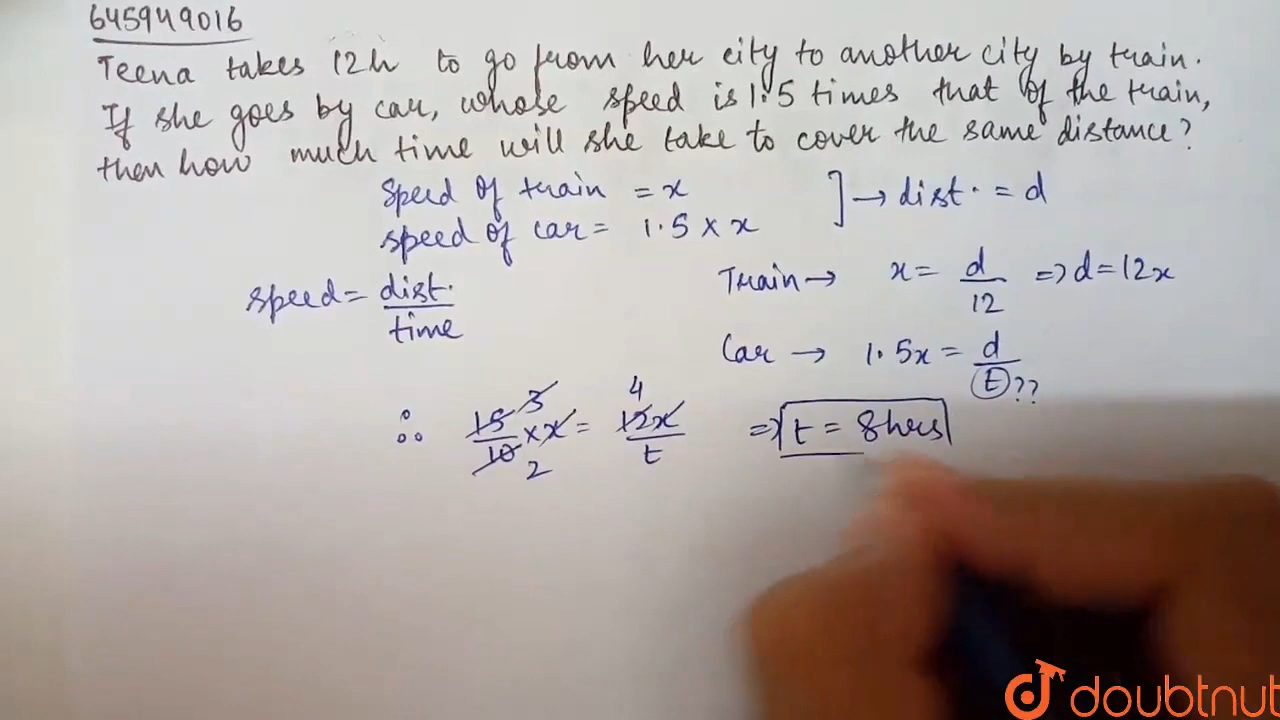 645949016
Teena takes 12h to go from her city to another city by train.
If she goes by car, whose speed is 1.5 times that of the train,
then how much time will she take to cover the same distance?
Speed of train = x
speed of car = 1.5 × x
] → dist. = d
speed = dist. / time
Train → x = d / 12 ⇒ d = 12x
Car → 1.5x = d / t ??
∴ 15 3 / 10 2 × x = 4 12x / t ⇒ t = 8 hrs
doubtnut